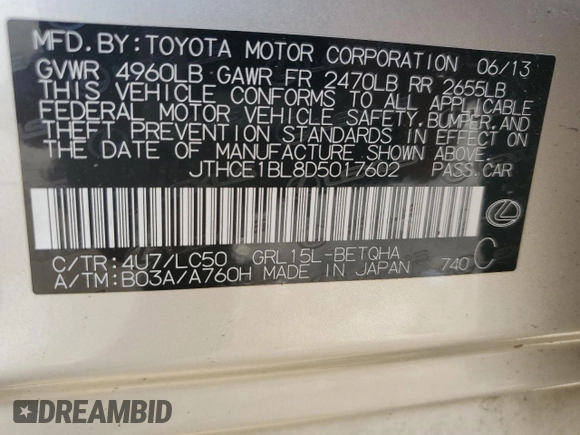 MFD.BY:TOYOTA MOTOR CORPORATION 06/13
GVWR 4960LB GAWR FR 2470LB RR 2655LB
THIS VEHICLE CONFORMS TO ALL APPLICABLE
FEDERAL MOTOR VEHICLE SAFETY,BUMPER,AND
THEFT PREVENTION STANDARDS IN EFFECT ON
THE DATE OF MANUFACTURE SHOWN ABOVE.
JTHCE1BL8D5017602 PASS.CAR
C/TR:4U7/LC50 GRL15L-BETQHA 740 C
A/TM:B03A/A760H MADE IN JAPAN
DREAMBID